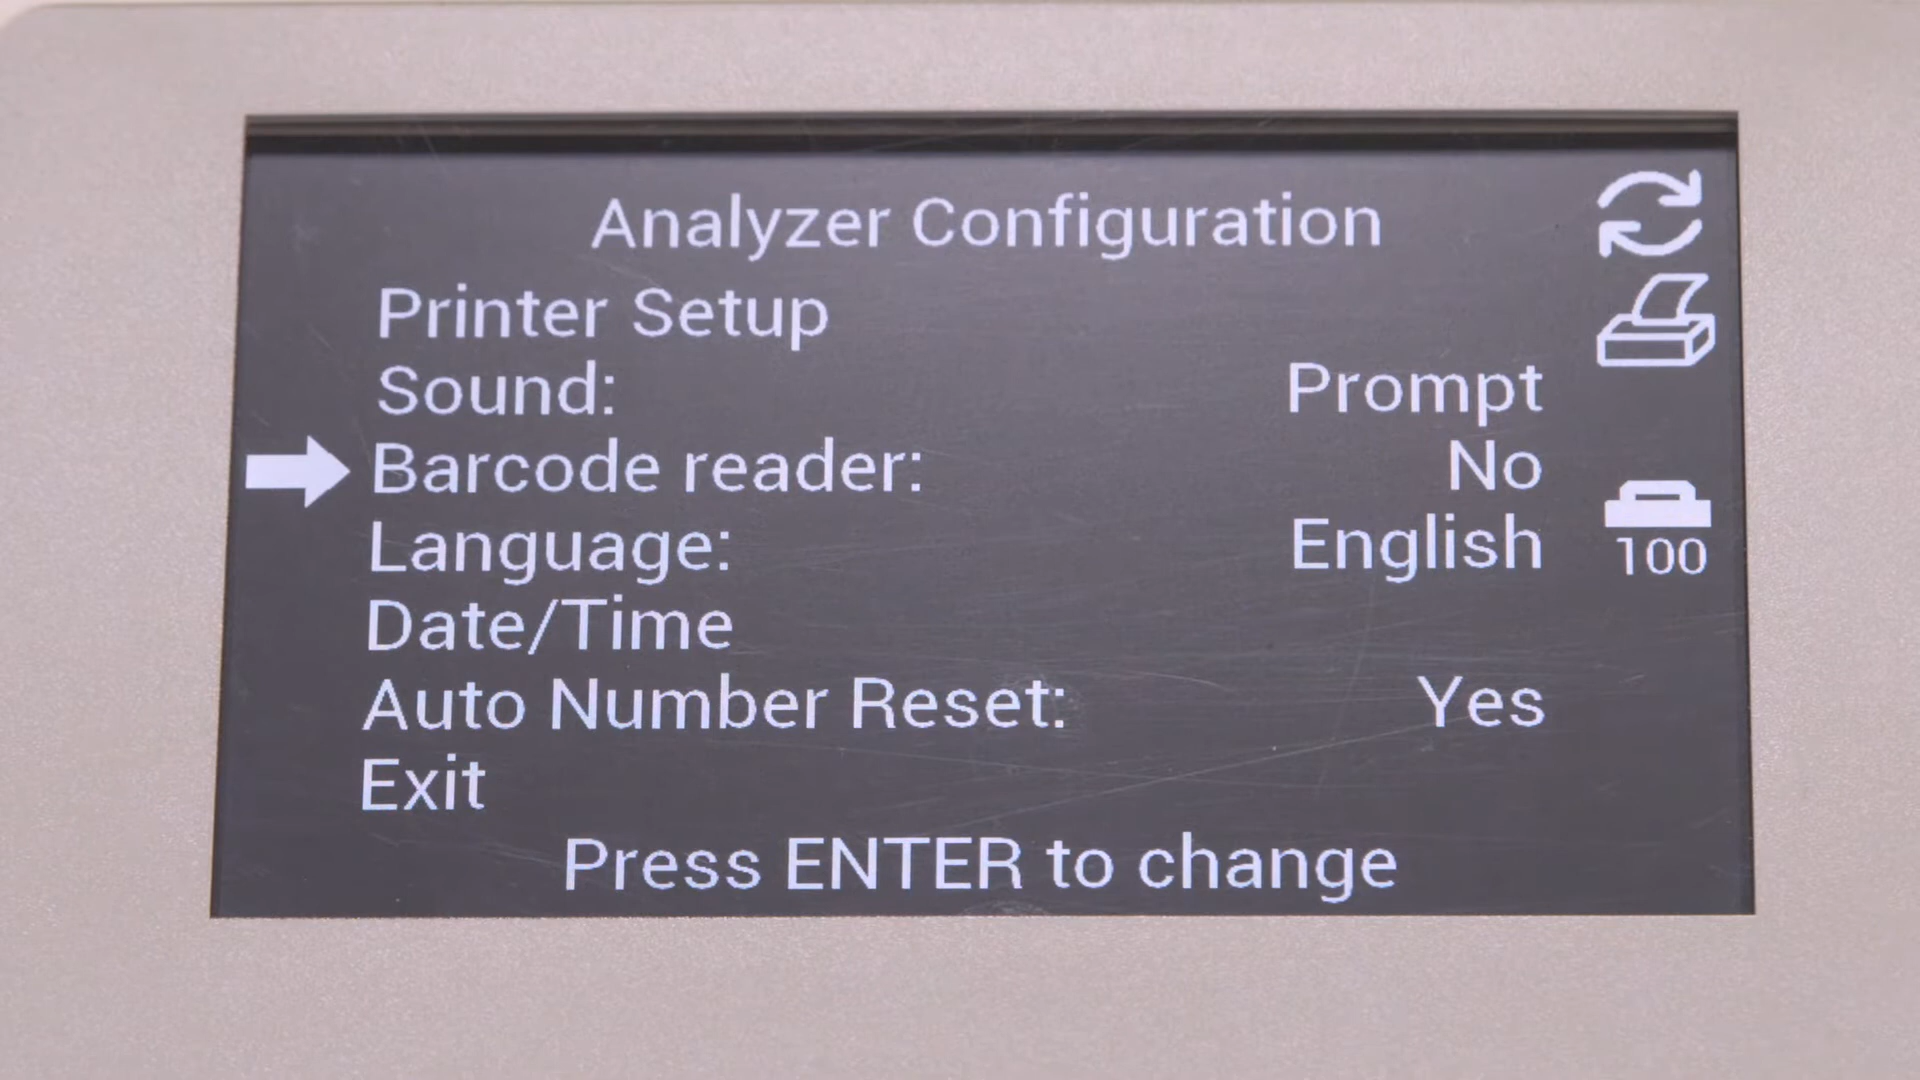 Analyzer Configuration
Printer Setup
Sound: Prompt
Barcode reader: No
Language: English
100
Date/Time
Auto Number Reset: Yes
Exit
Press ENTER to change